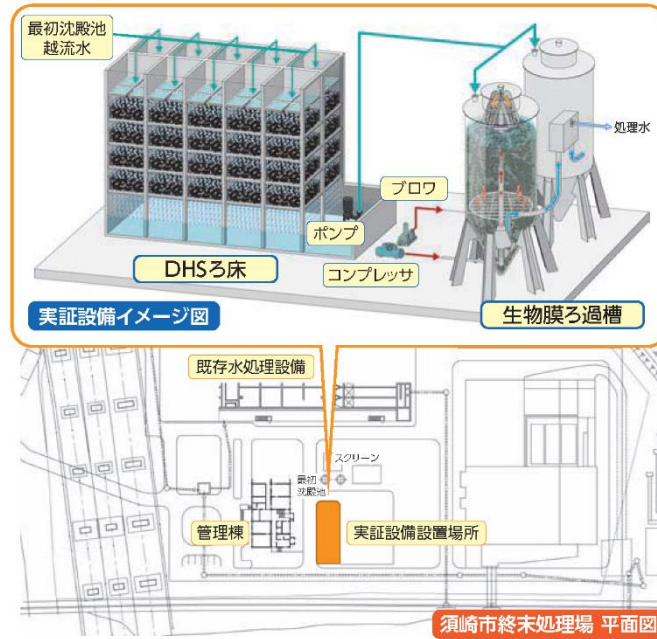 最初沈殿池
越流水
処理水
ブロワ
ポンプ
コンプレッサ
DHSろ床
生物膜ろ過槽
実証設備イメージ図
既存水処理設備
スクリーン
最初
沈殿池
管理棟
実証設備設置場所
須崎市終末処理場 平面図